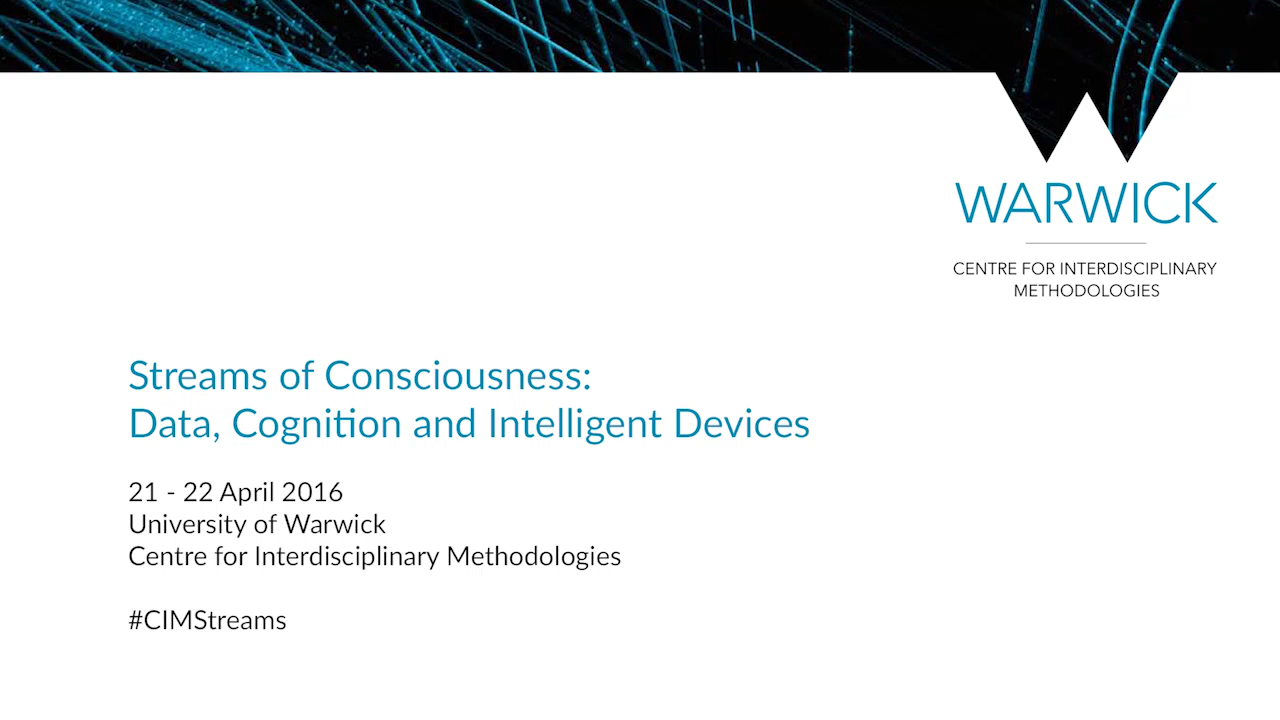 WARWICK
CENTRE FOR INTERDISCIPLINARY
METHODOLOGIES
Streams of Consciousness:
Data, Cognition and Intelligent Devices
21 - 22 April 2016
University of Warwick
Centre for Interdisciplinary Methodologies
#CIMStreams